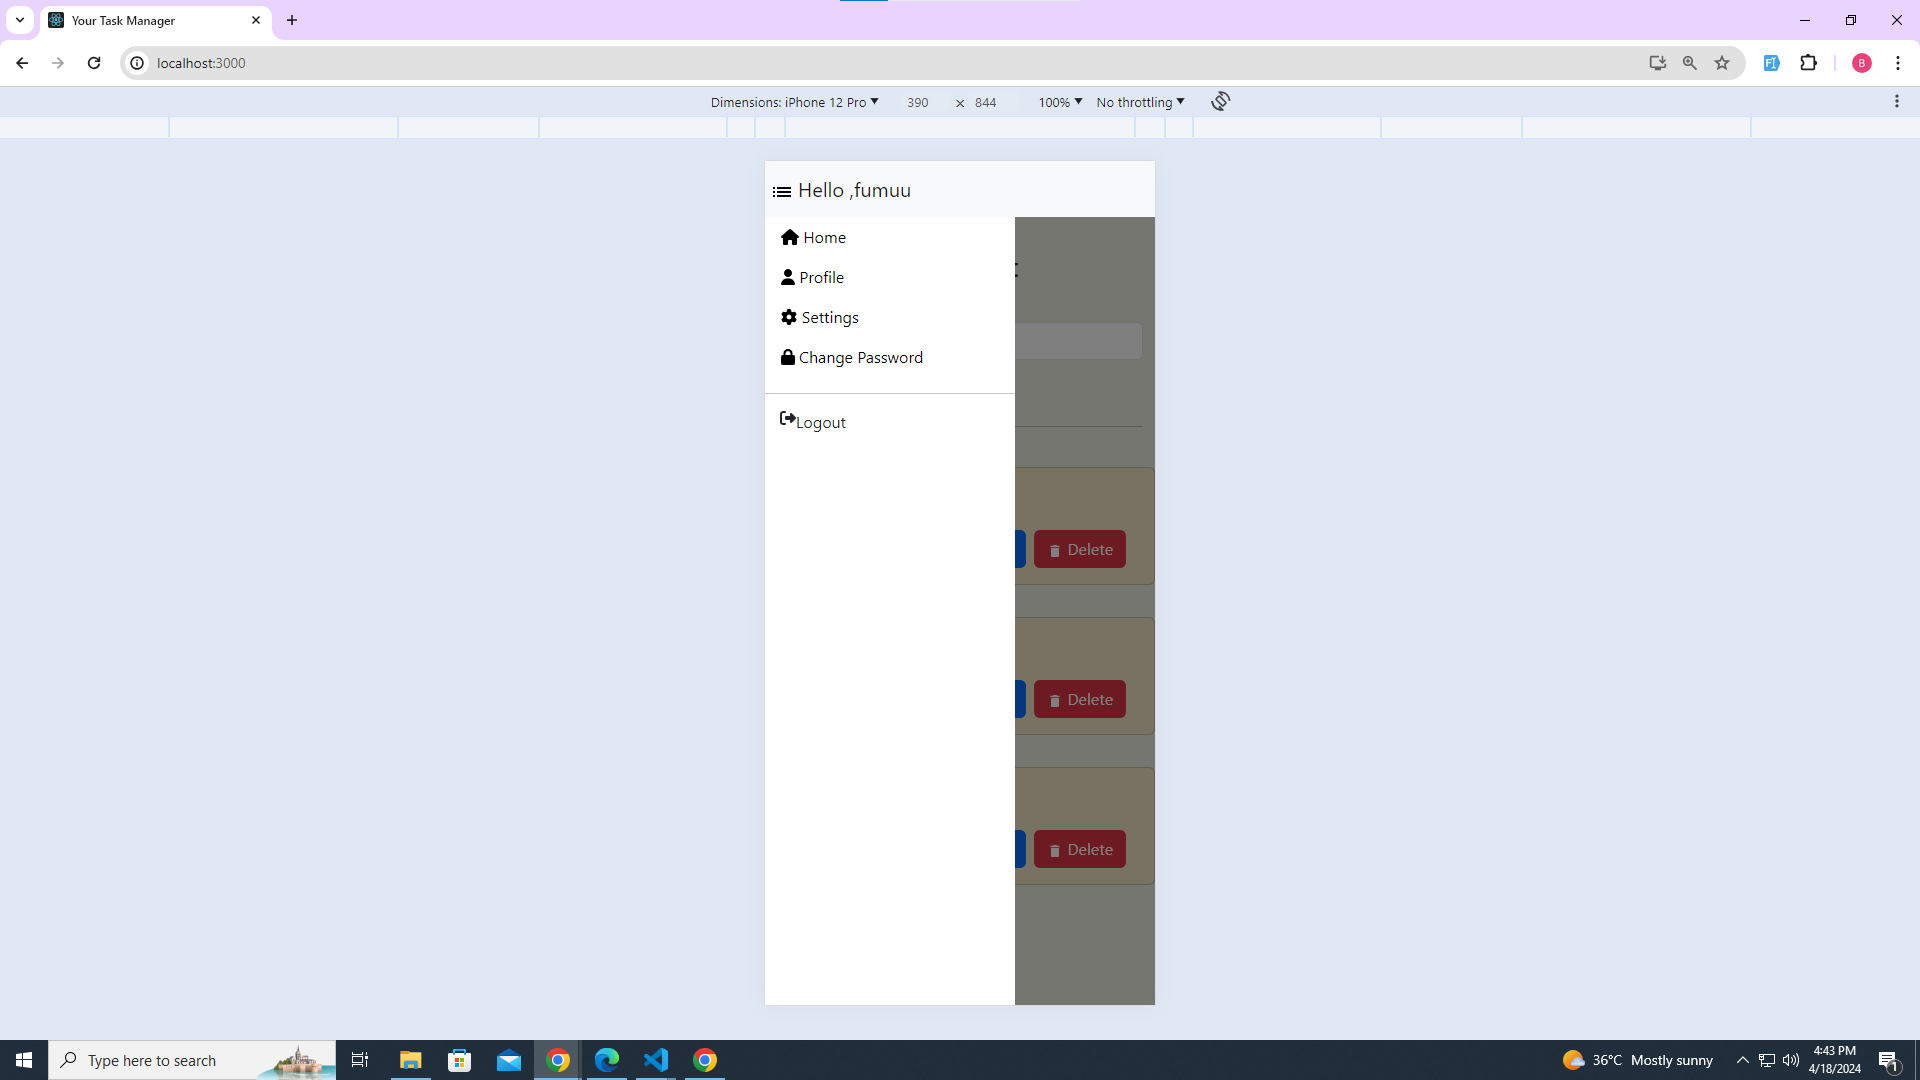 Your Task Manager
localhost:3000
B
Dimensions: iPhone 12 Pro 390 × 844 100% No throttling
Hello ,fumuu
Home
Profile
Settings
Change Password
Logout
Delete
Delete
Delete
Type here to search
36°C Mostly sunny
4:43 PM
4/18/2024
1